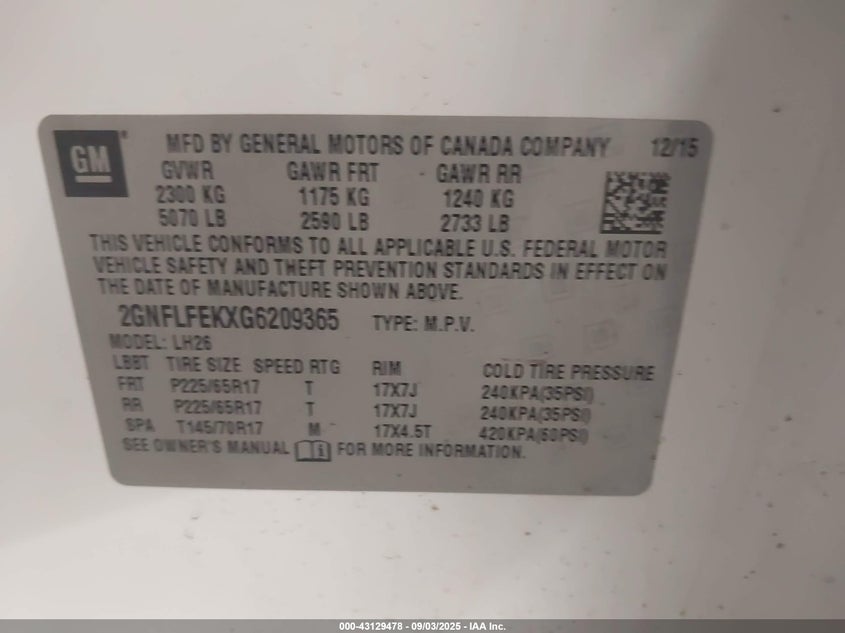 GM ® MFD BY GENERAL MOTORS OF CANADA COMPANY 12/15
GVWR GAWR FRT GAWR RR
2300 KG 1175 KG 1240 KG
5070 LB 2590 LB 2733 LB
THIS VEHICLE CONFORMS TO ALL APPLICABLE U.S. FEDERAL MOTOR
VEHICLE SAFETY AND THEFT PREVENTION STANDARDS IN EFFECT ON
THE DATE OF MANUFACTURE SHOWN ABOVE.
2GNFLFEKXG6209365 TYPE: M.P.V.
MODEL: LH26
LBBT TIRE SIZE SPEED RTG RIM COLD TIRE PRESSURE
FRT P225/65R17 T 17X7J 240KPA(35PSI)
RR P225/65R17 T 17X7J 240KPA(35PSI)
SPA T145/70R17 M 17X4.5T 420KPA(60PSI)
SEE OWNER'S MANUAL i FOR MORE INFORMATION.
000-43129478 - 09/03/2025 - IAA Inc.